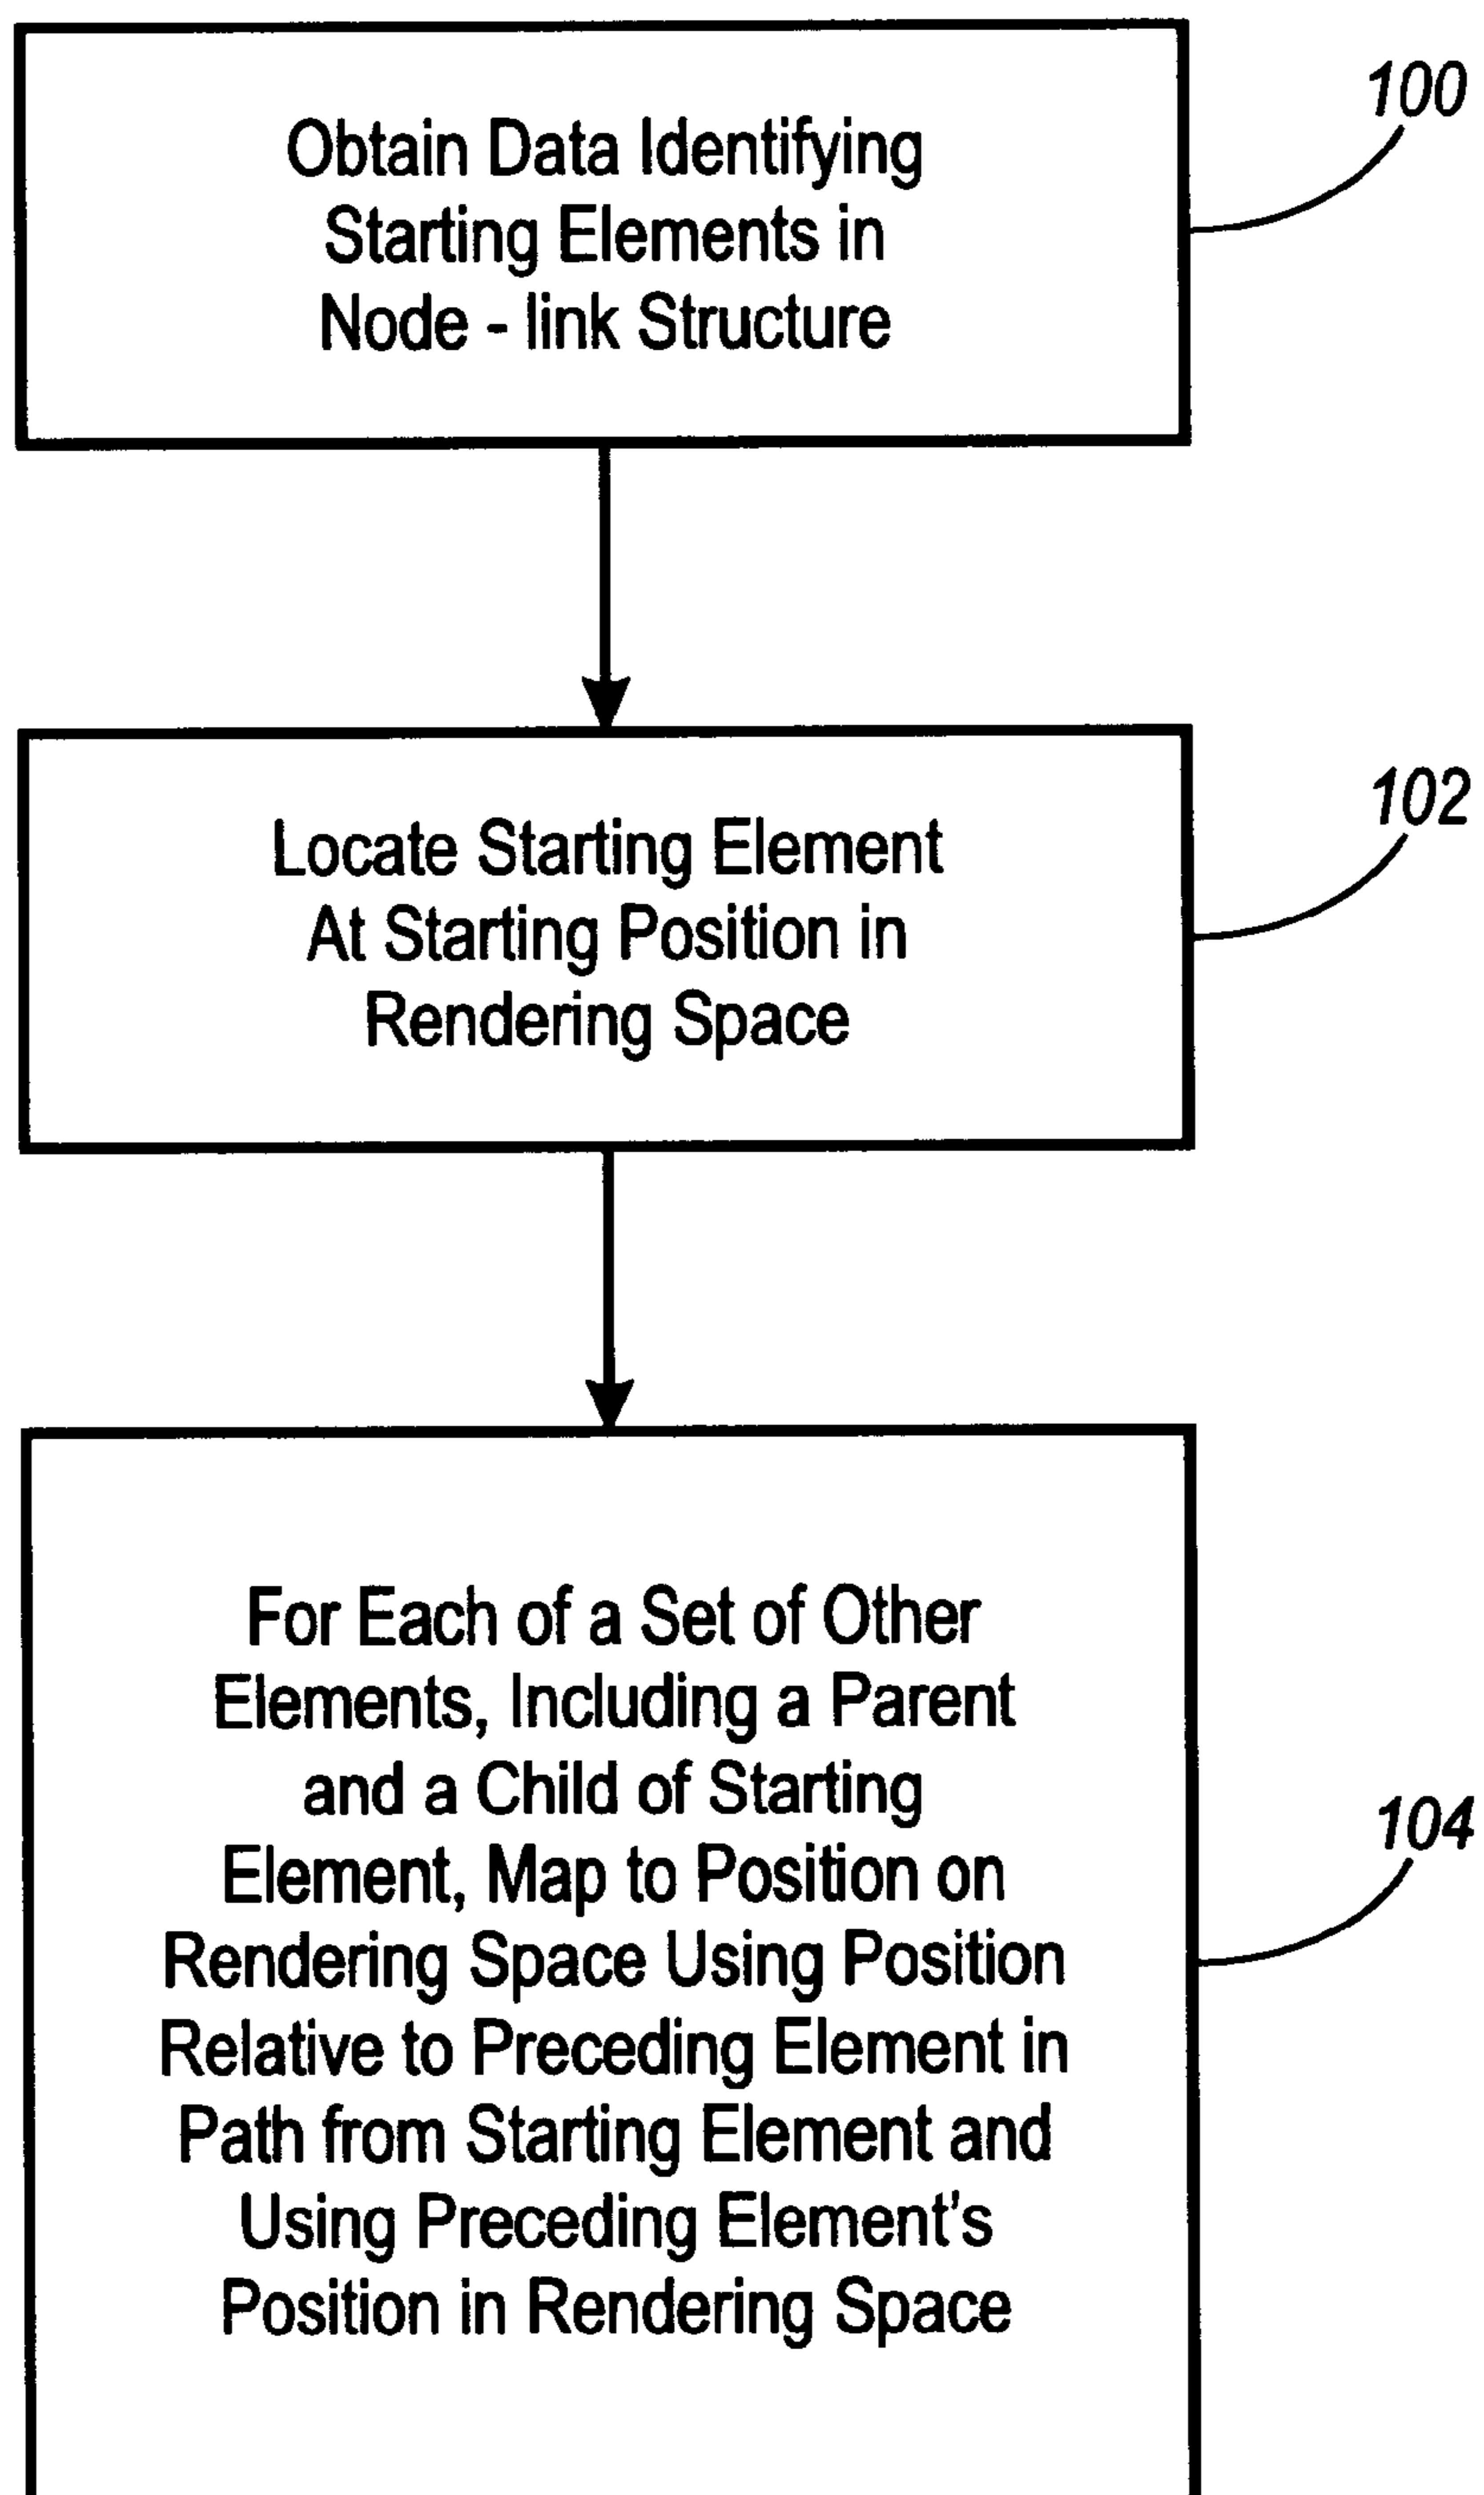 100
Obtain Data Identifying
Starting Elements in
Node - link Structure
102
Locate Starting Element
At Starting Position in
Rendering Space
For Each of a Set of Other
Elements, Including a Parent
and a Child of Starting
Element, Map to Position on
Rendering Space Using Position
Relative to Preceding Element in
Path from Starting Element and
Using Preceding Element's
Position in Rendering Space
104